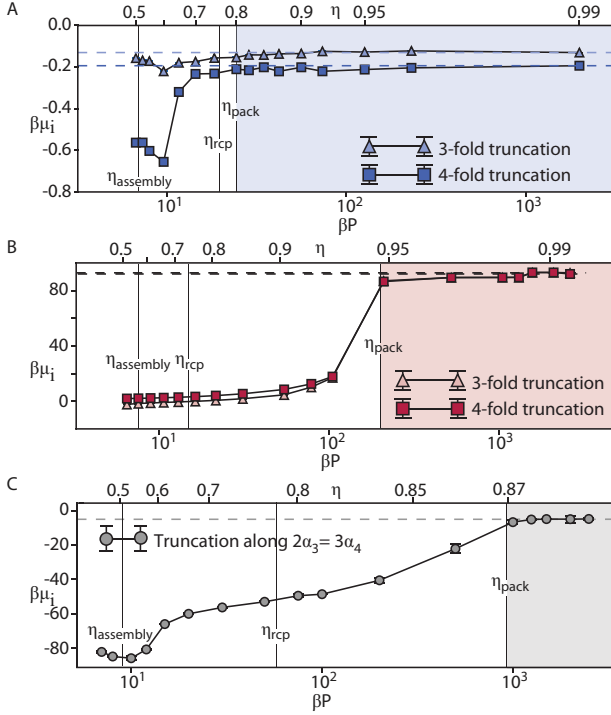 A
0.5 0.6 0.7 0.8 0.9 η 0.95 0.99
0.0
-0.2
-0.4
-0.6
-0.8
βμi
ηpack
ηrcp
ηassembly
3-fold truncation
4-fold truncation
10¹ 10² 10³
βP
B
0.5 0.6 0.7 0.8 0.9 η 0.95 0.99
80
40
0
βμi
ηassembly ηrcp
ηpack
3-fold truncation
4-fold truncation
10¹ 10² 10³
βP
C
0.5 0.6 0.7 0.8 η 0.85 0.87
0
-20
-40
-60
-80
βμi
Truncation along 2α₃= 3α₄
ηpack
ηassembly ηrcp
10¹ 10² 10³
βP